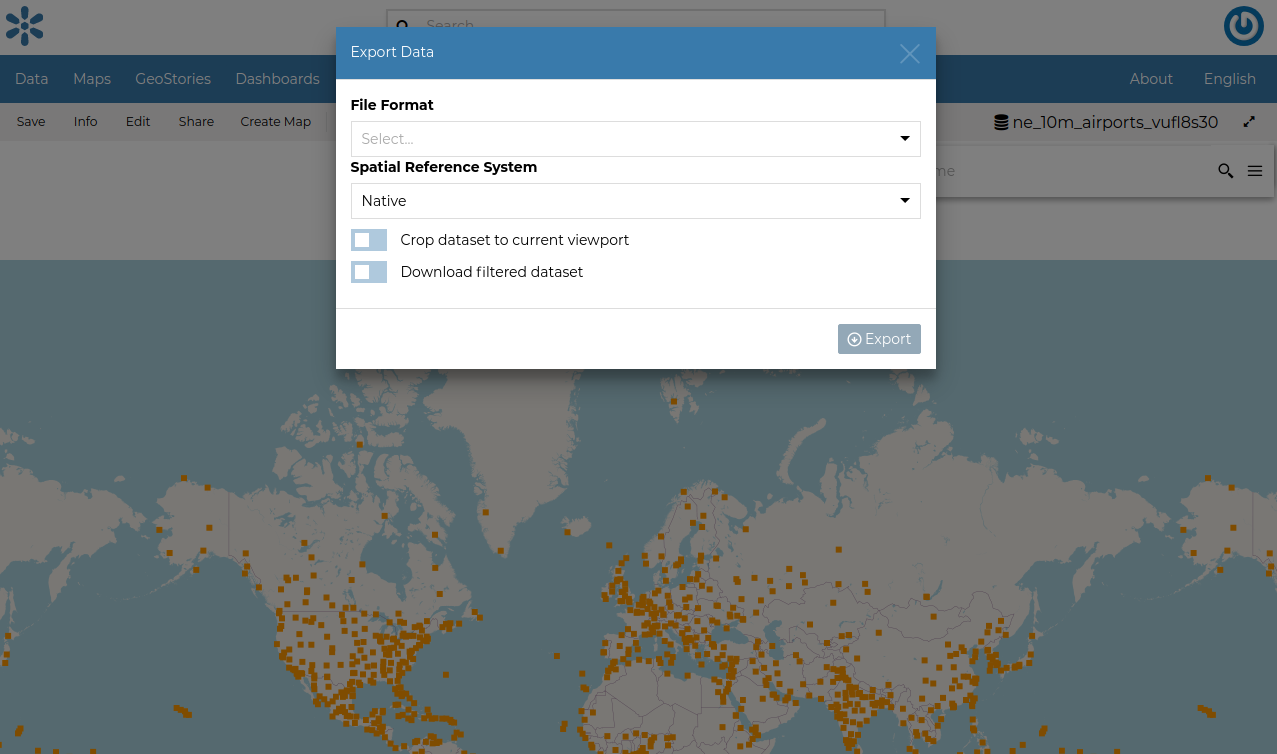 Search
Export Data
Data Maps GeoStories Dashboards About English
File Format
Save Info Edit Share Create Map ne_10m_airports_vufl8s30
Select...
Spatial Reference System
me
Native
Crop dataset to current viewport
Download filtered dataset
Export